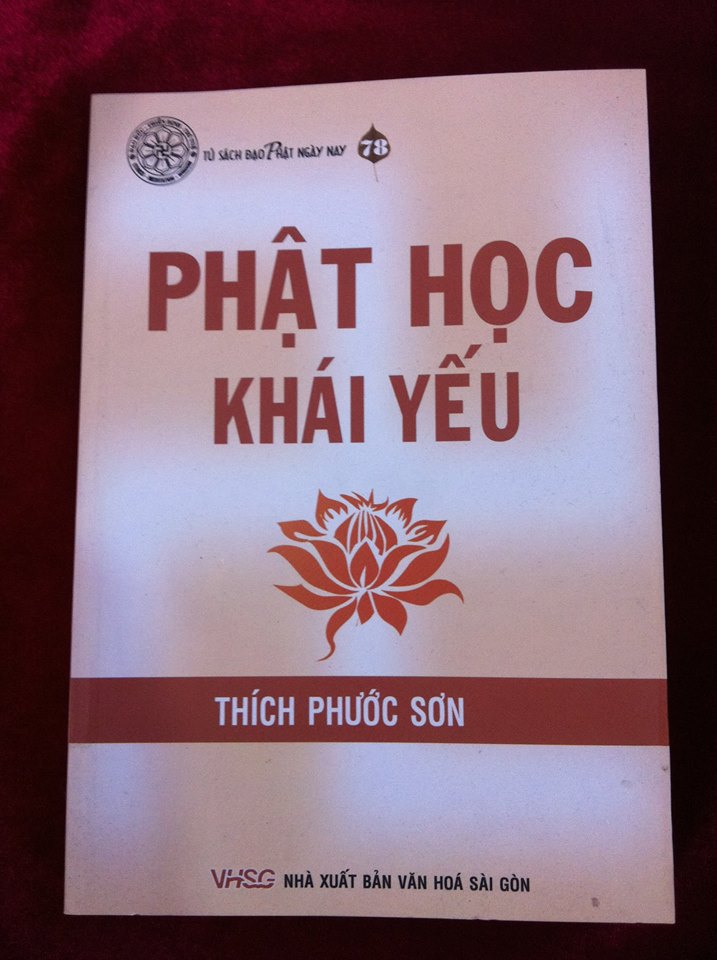 TỦ SÁCH ĐẠO PHẬT NGÀY NAY 78
PHẬT HỌC
KHÁI YẾU
THÍCH PHƯỚC SƠN
VHSG NHÀ XUẤT BẢN VĂN HOÁ SÀI GÒN